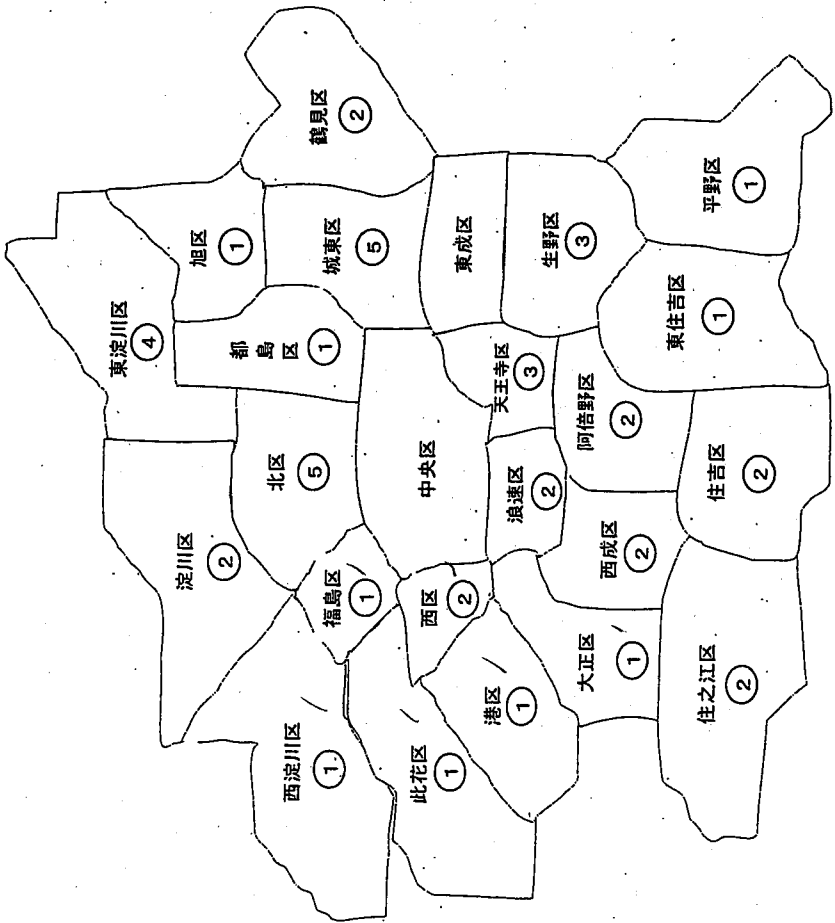 東淀川区
④
鶴見区
②
旭区
①
淀川区
②
都島区
①
城東区
⑤
北区
⑤
西淀川区
①
福島区
①
東成区
中央区
此花区
①
西区
②
天王寺区
③
生野区
③
港区
①
浪速区
②
阿倍野区
②
平野区
①
大正区
①
西成区
②
東住吉区
①
住之江区
②
住吉区
②